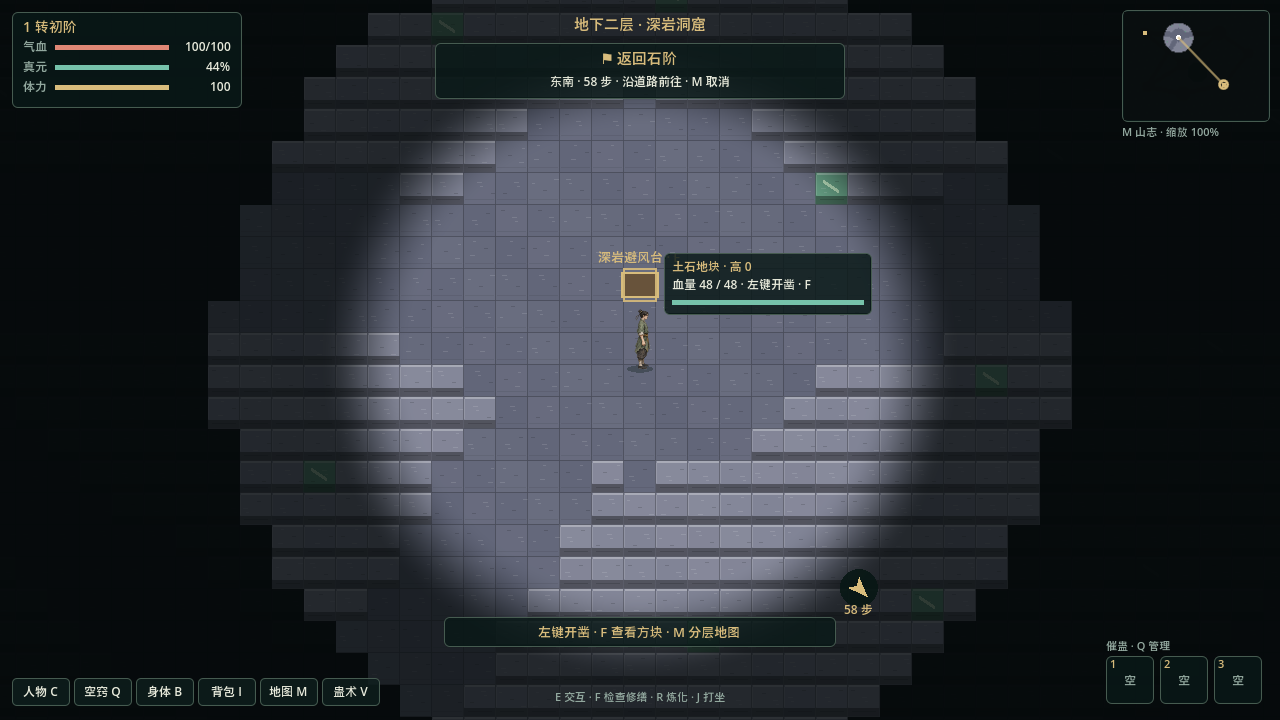 1 转初阶
气血 100/100
真元 44%
体力 100
地下二层 · 深岩洞窟
⚑ 返回石阶
东南 · 58 步 · 沿道路前往 · M 取消
M 山志 · 缩放 100%
深岩避风台
土石地块 · 高 0
血量 48 / 48 · 左键开凿 · F
58 步
左键开凿 · F 查看方块 · M 分层地图
催蛊 · Q 管理
1 空
2 空
3 空
人物 C
空窍 Q
身体 B
背包 I
地图 M
蛊术 V
E 交互 · F 检查修缮 · R 炼化 · J 打坐